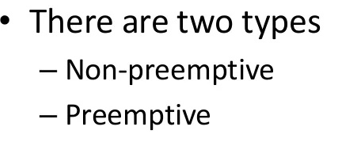 • There are two types
– Non-preemptive
– Preemptive